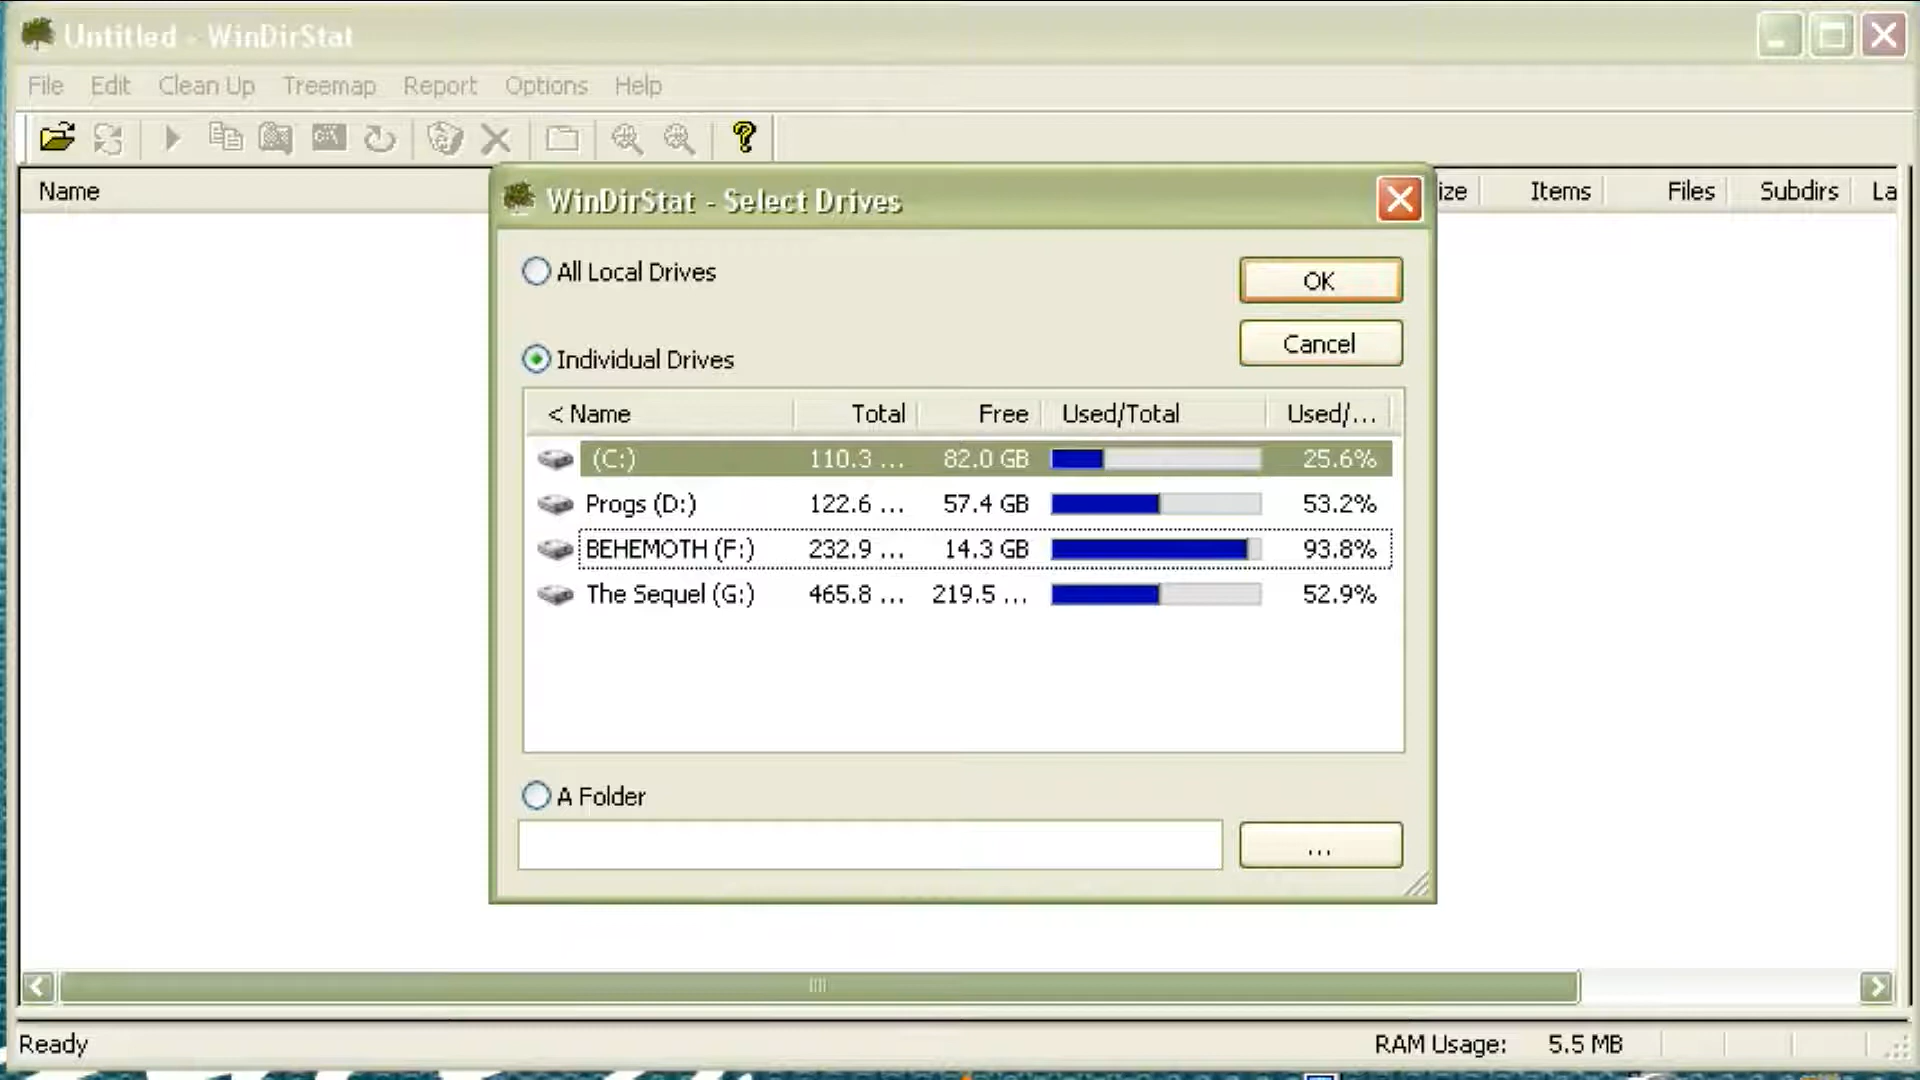 Untitled - WinDirStat
File Edit Clean Up Treemap Report Options Help
Name ize Items Files Subdirs La
WinDirStat - Select Drives
All Local Drives
OK
Cancel
Individual Drives
< Name Total Free Used/Total Used/...
(C:) 110.3 ... 82.0 GB 25.6%
Progs (D:) 122.6 ... 57.4 GB 53.2%
BEHEMOTH (F:) 232.9 ... 14.3 GB 93.8%
The Sequel (G:) 465.8 ... 219.5 ... 52.9%
A Folder
...
Ready RAM Usage: 5.5 MB